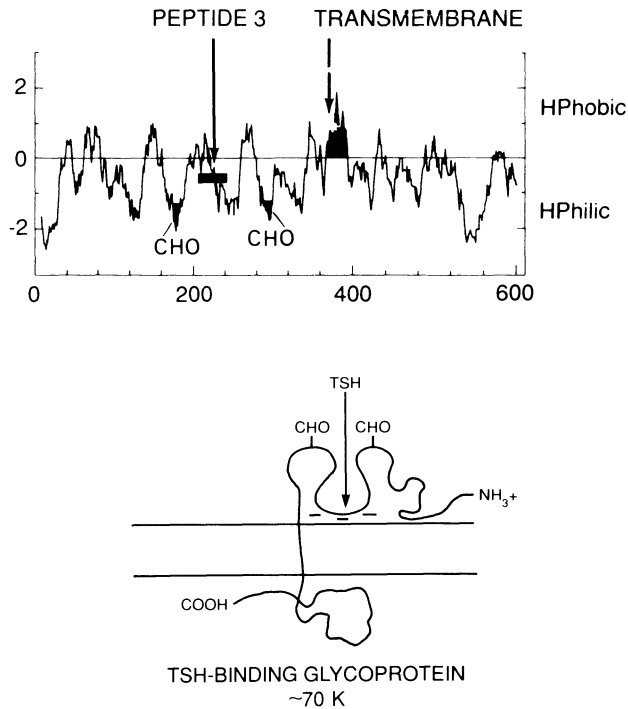 PEPTIDE 3 TRANSMEMBRANE
2
HPhobic
0
HPhilic
-2
CHO CHO
0 200 400 600
TSH
CHO CHO
NH3+
COOH
TSH-BINDING GLYCOPROTEIN
~70 K